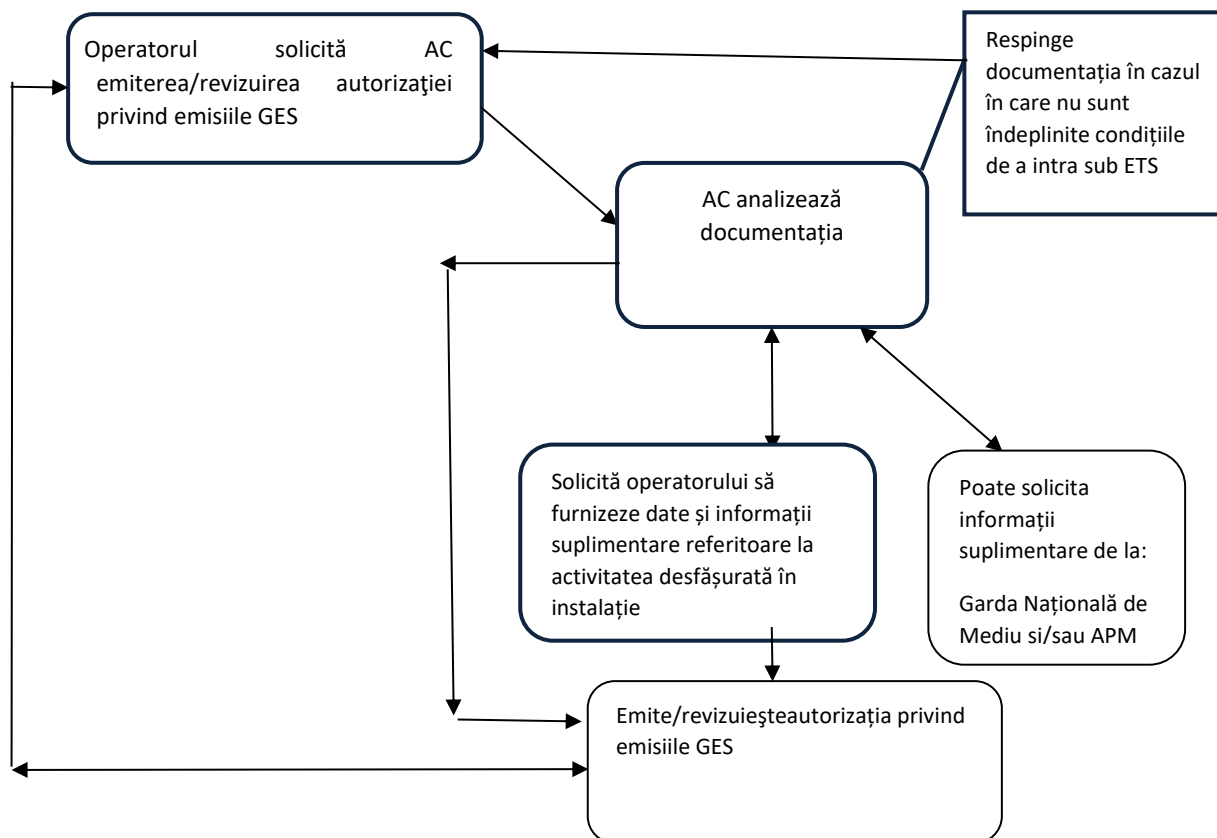 Operatorul solicită AC
emiterea/revizuirea autorizaţiei
privind emisiile GES
Respinge
documentația în cazul
în care nu sunt
îndeplinite condițiile
de a intra sub ETS
AC analizează
documentația
Solicită operatorului să
furnizeze date și informații
suplimentare referitoare la
activitatea desfășurată în
instalație
Poate solicita
informații
suplimentare de la:
Garda Națională de
Mediu si/sau APM
Emite/revizuieşteautorizația privind
emisiile GES